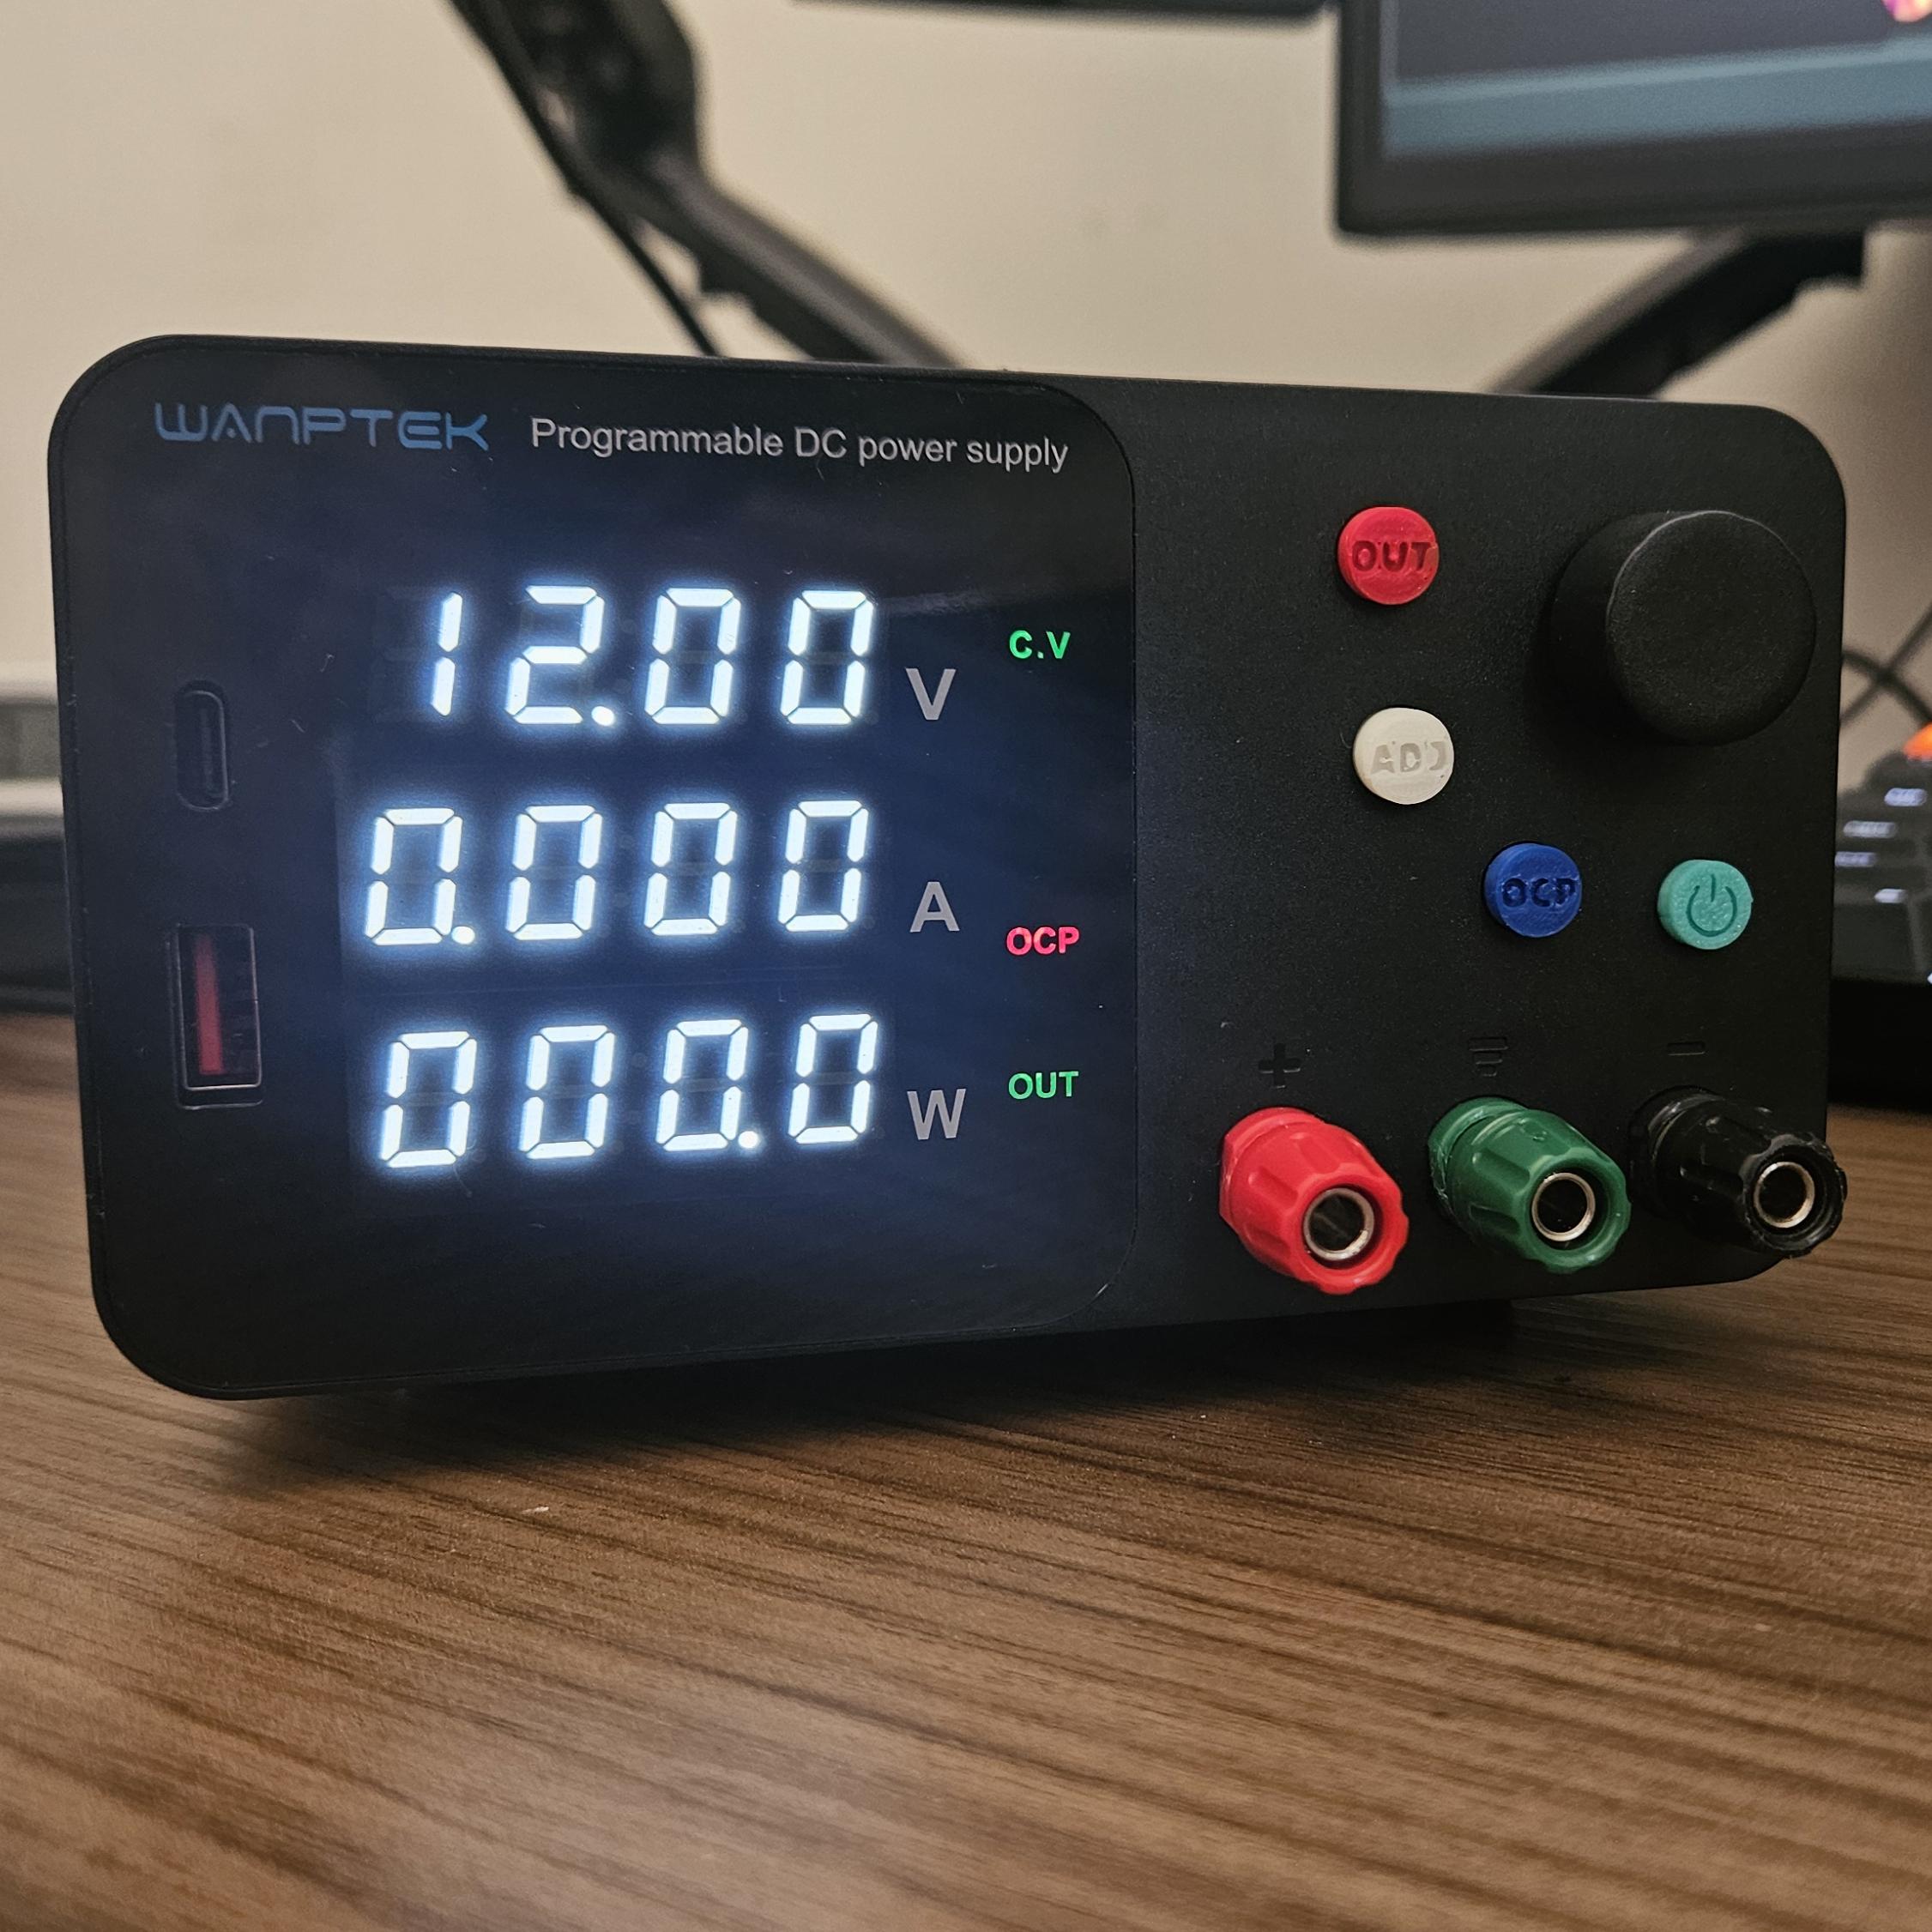 WANPTEK Programmable DC power supply
12.00 V C.V
0.000 A OCP
000.0 W OUT
OUT
ADJ
OCP
+ -